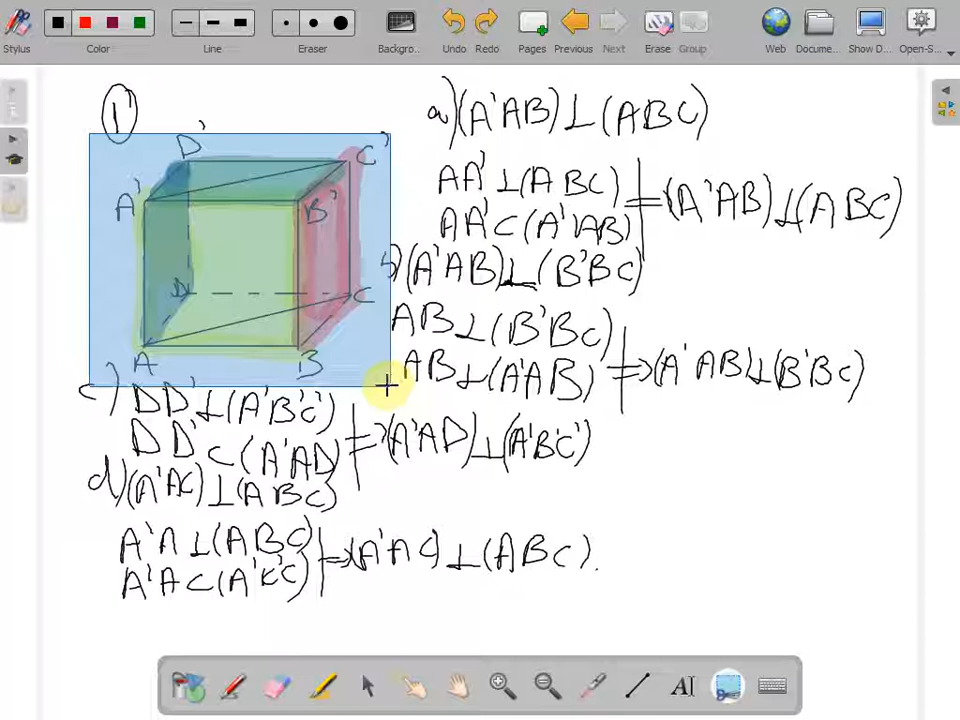 Stylus
Color
Line
Eraser
Backgro...
Undo
Redo
Pages
Previous
Next
Erase
Group
Web
Docume...
Show D...
Open-S...
1'
D'
C'
A'
B'
D
C
A
B
a) (A'AB)⊥(ABC)
AA'⊥(ABC)
AA'⊂(A'AB)
=>(A'AB)⊥(ABC)
b) (A'AB)⊥(B'BC)
AB⊥(B'BC)
AB⊥(A'AB)
=>(A'AB)⊥(B'BC)
c) DD'⊥(A'B'C')
DD'⊂(A'AD)
=>(A'AD)⊥(A'B'C')
d) (A'AC)⊥(ABC)
A'A⊥(ABC)
=>(A'AC)⊥(ABC).